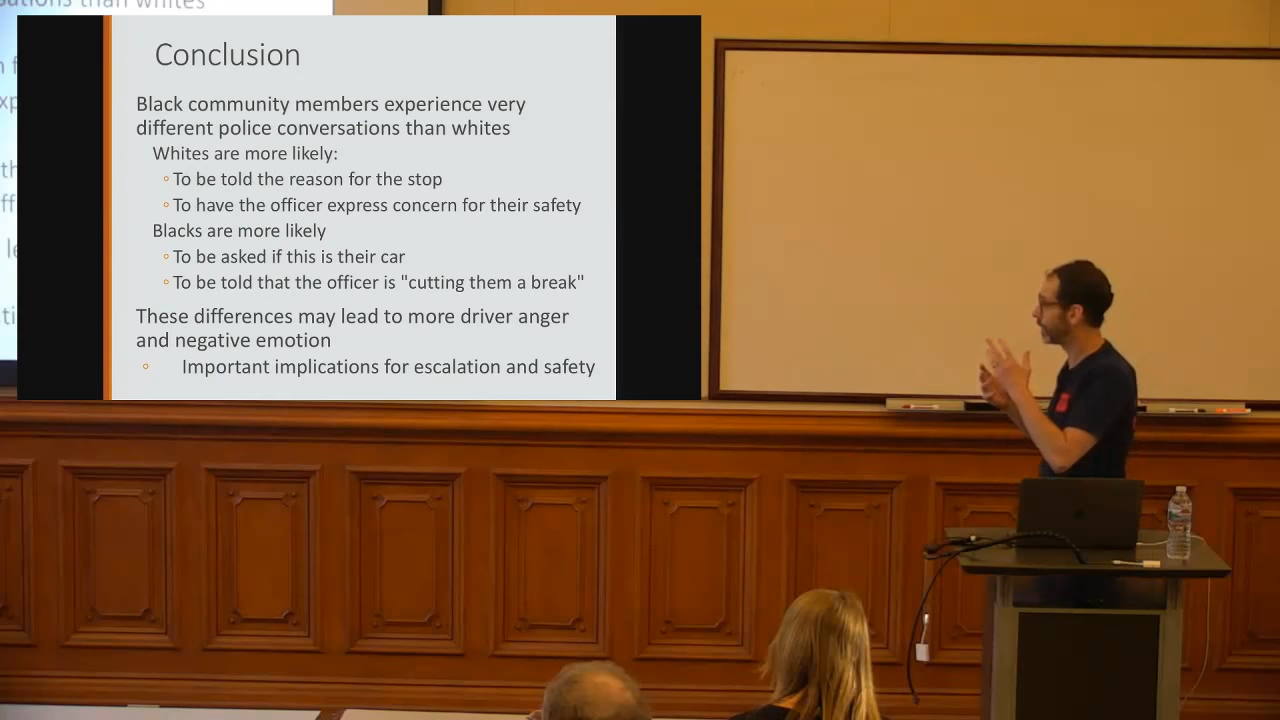 ations than whites
Conclusion
Black community members experience very
different police conversations than whites
Whites are more likely:
◦To be told the reason for the stop
◦To have the officer express concern for their safety
Blacks are more likely
◦To be asked if this is their car
◦To be told that the officer is "cutting them a break"
These differences may lead to more driver anger
and negative emotion
◦ Important implications for escalation and safety